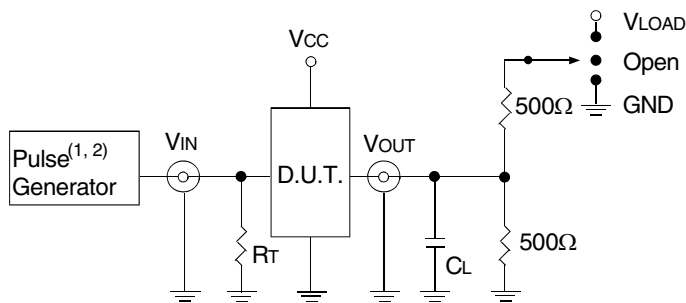 VLOAD
VCC
Open
500Ω
GND
Pulse(1, 2)
Generator
VIN
D.U.T.
VOUT
RT
CL
500Ω